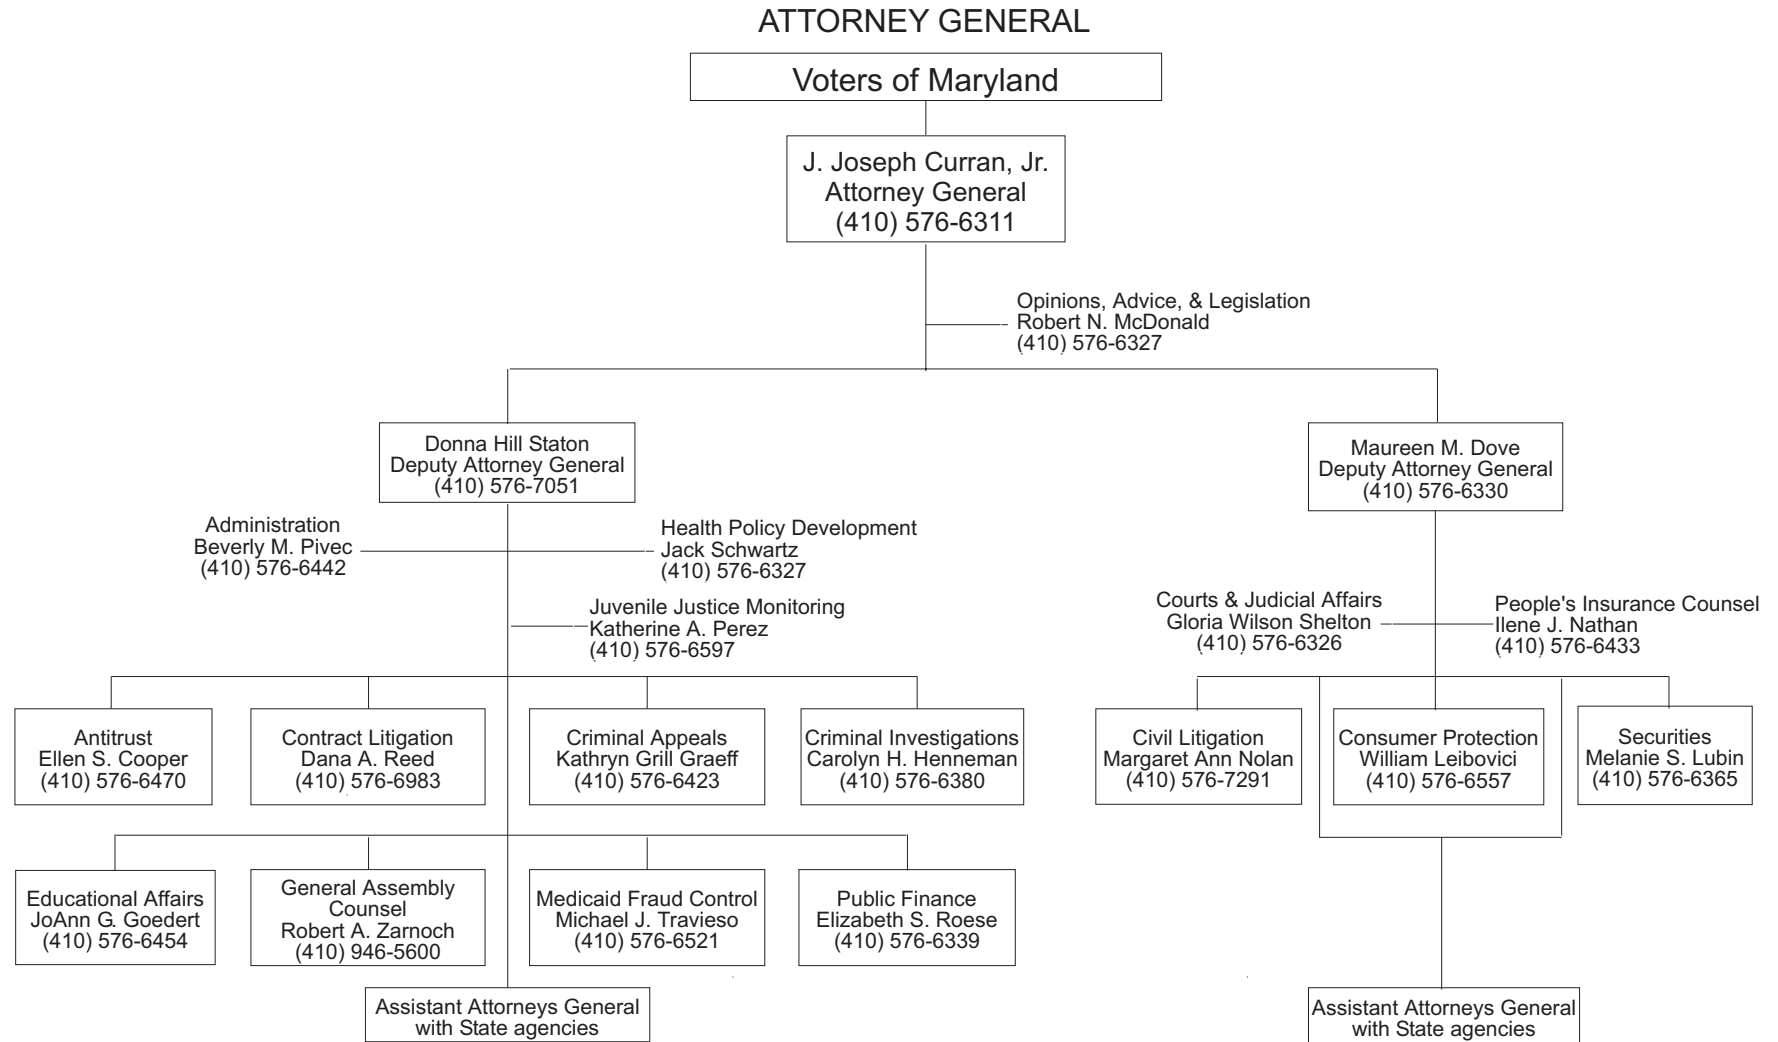 ATTORNEY GENERAL
Voters of Maryland
J. Joseph Curran, Jr.
Attorney General
(410) 576-6311
Opinions, Advice, & Legislation
Robert N. McDonald
(410) 576-6327
Donna Hill Staton
Deputy Attorney General
(410) 576-7051
Maureen M. Dove
Deputy Attorney General
(410) 576-6330
Administration
Beverly M. Pivec
(410) 576-6442
Health Policy Development
Jack Schwartz
(410) 576-6327
Juvenile Justice Monitoring
Katherine A. Perez
(410) 576-6597
Courts & Judicial Affairs
Gloria Wilson Shelton
(410) 576-6326
People's Insurance Counsel
Ilene J. Nathan
(410) 576-6433
Antitrust
Ellen S. Cooper
(410) 576-6470
Contract Litigation
Dana A. Reed
(410) 576-6983
Criminal Appeals
Kathryn Grill Graeff
(410) 576-6423
Criminal Investigations
Carolyn H. Henneman
(410) 576-6380
Civil Litigation
Margaret Ann Nolan
(410) 576-7291
Consumer Protection
William Leibovici
(410) 576-6557
Securities
Melanie S. Lubin
(410) 576-6365
Educational Affairs
JoAnn G. Goedert
(410) 576-6454
General Assembly
Counsel
Robert A. Zarnoch
(410) 946-5600
Medicaid Fraud Control
Michael J. Travieso
(410) 576-6521
Public Finance
Elizabeth S. Roese
(410) 576-6339
Assistant Attorneys General
with State agencies
Assistant Attorneys General
with State agencies